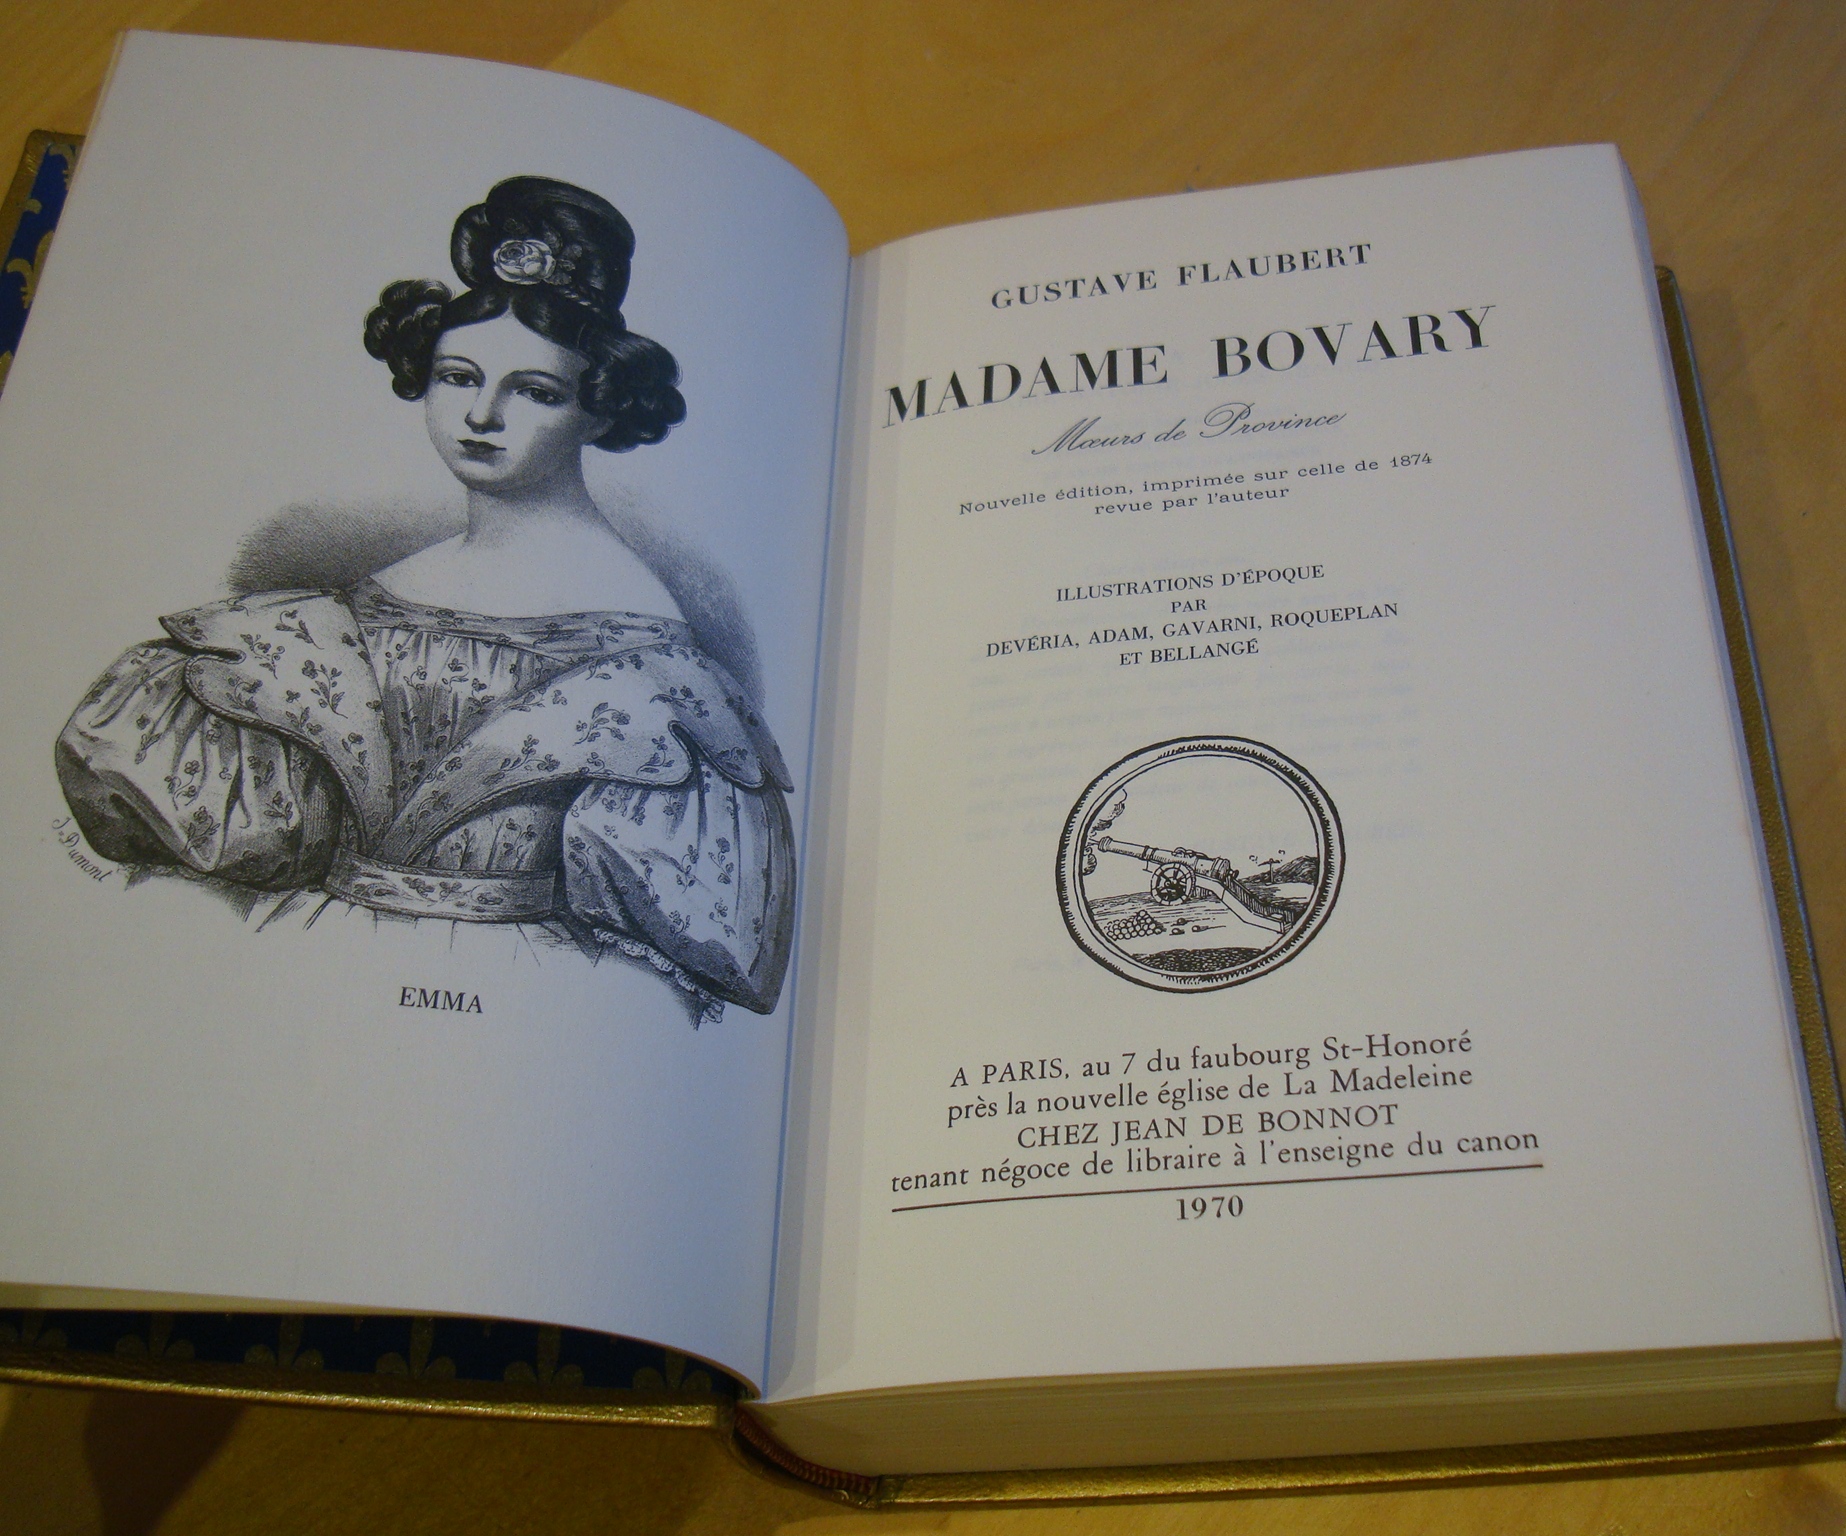 J. Dumont
EMMA
GUSTAVE FLAUBERT
MADAME BOVARY
Mœurs de Province
Nouvelle édition, imprimée sur celle de 1874
revue par l'auteur
ILLUSTRATIONS D'ÉPOQUE
PAR
DEVÉRIA, ADAM, GAVARNI, ROQUEPLAN
ET BELLANGÉ
A PARIS, au 7 du faubourg St-Honoré
près la nouvelle église de La Madeleine
CHEZ JEAN DE BONNOT
tenant négoce de libraire à l'enseigne du canon
1970